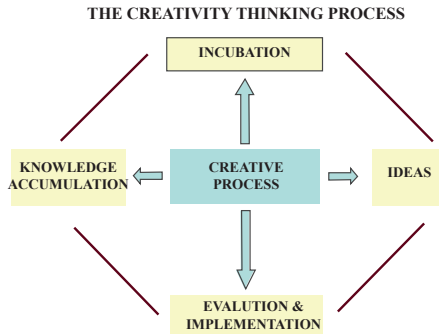 THE CREATIVITY THINKING PROCESS
INCUBATION
KNOWLEDGE
ACCUMULATION
CREATIVE
PROCESS
IDEAS
EVALUTION &
IMPLEMENTATION